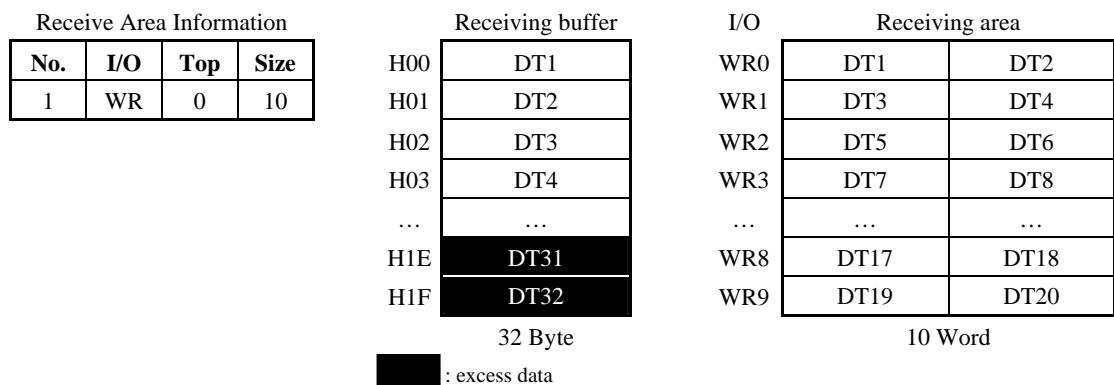 Receive Area Information
No. I/O Top Size
1 WR 0 10
Receiving buffer
H00 DT1
H01 DT2
H02 DT3
H03 DT4
… …
H1E DT31
H1F DT32
32 Byte
: excess data
I/O Receiving area
WR0 DT1 DT2
WR1 DT3 DT4
WR2 DT5 DT6
WR3 DT7 DT8
… … …
WR8 DT17 DT18
WR9 DT19 DT20
10 Word